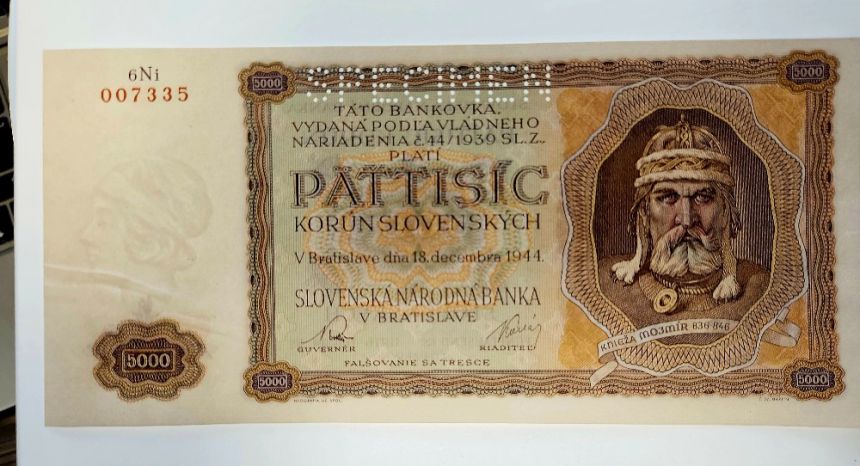 6Ni
007335
5000
SPECIMEN
5000
TÁTO BANKOVKA,
VYDANÁ PODĽA VLÁDNEHO
NARIADENIA č. 44/1939 SL. Z.,
PLATÍ
PÄŤTISÍC
KORÚN SLOVENSKÝCH
V Bratislave dňa 18. decembra 1944.
SLOVENSKÁ NÁRODNÁ BANKA
V BRATISLAVE
GUVERNÉR RIADITEĽ
FALŠOVANIE SA TRESCE
KNIEŽA MOJMÍR 836-846
5000
5000
5000